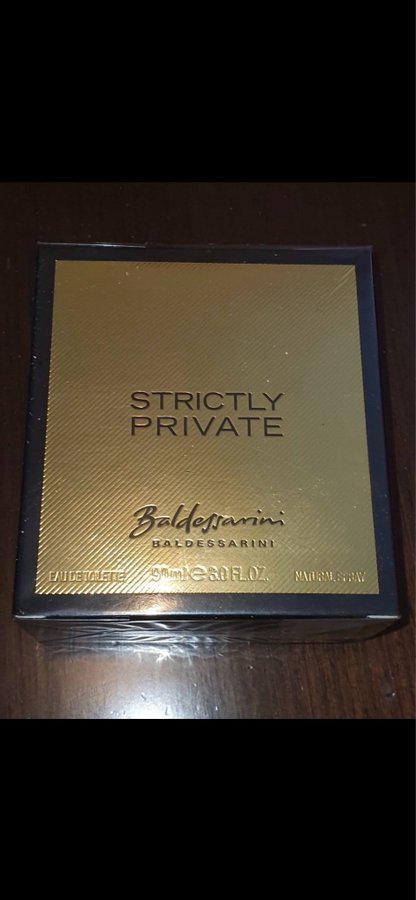 STRICTLY
PRIVATE
Baldessarini
BALDESSARINI
EAU DE TOILETTE 90 ml ℮ 3.0 FL.OZ. NATURAL SPRAY